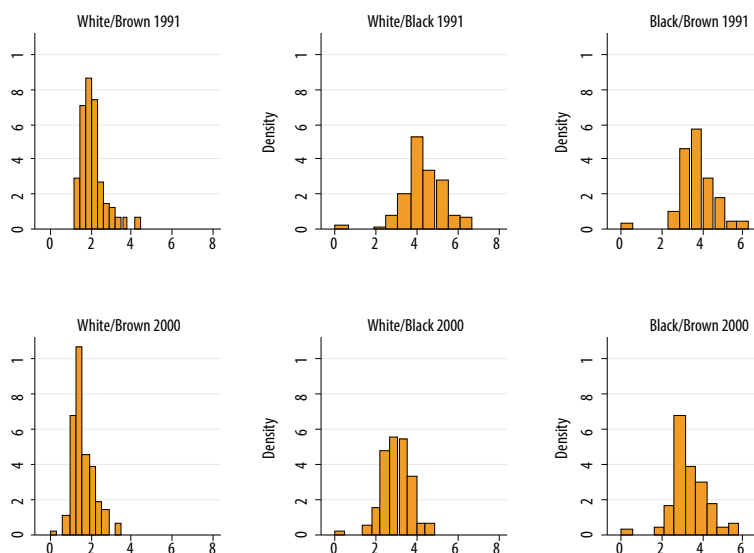 White/Brown 1991
White/Black 1991
Black/Brown 1991
1
8
6
4
2
0
0 2 4 6 8
Density
1
8
6
4
2
0
0 2 4 6 8
Density
1
8
6
4
2
0
0 2 4 6
White/Brown 2000
White/Black 2000
Black/Brown 2000
1
8
6
4
2
0
0 2 4 6 8
Density
1
8
6
4
2
0
0 2 4 6 8
Density
1
8
6
4
2
0
0 2 4 6